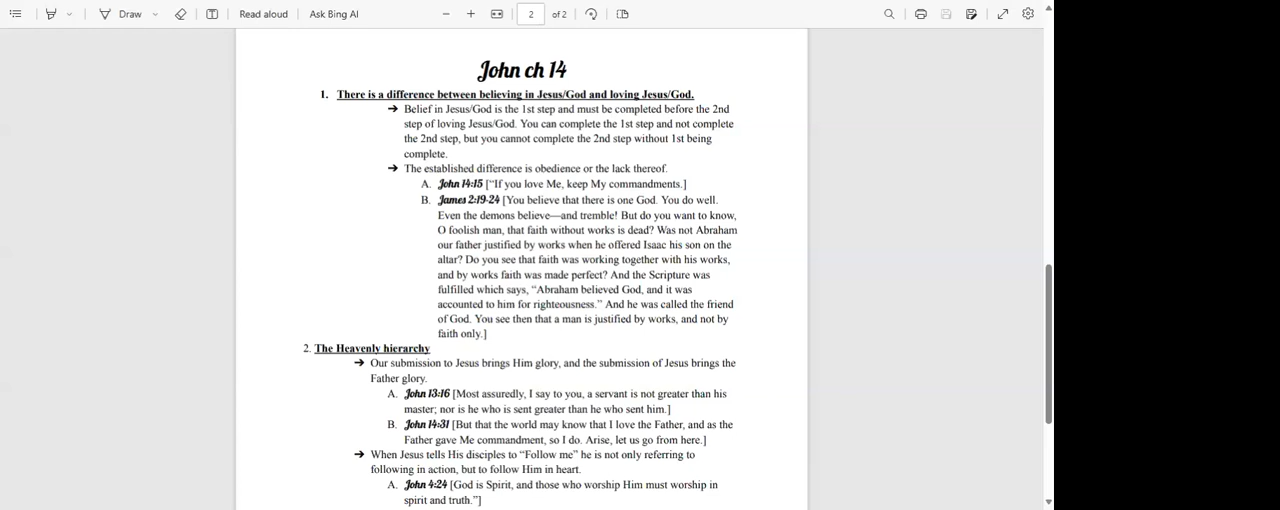 Draw
Read aloud
Ask Bing AI
2
of 2
John ch 14
1. There is a difference between believing in Jesus/God and loving Jesus/God.
➔ Belief in Jesus/God is the 1st step and must be completed before the 2nd
step of loving Jesus/God. You can complete the 1st step and not complete
the 2nd step, but you cannot complete the 2nd step without 1st being
complete.
➔ The established difference is obedience or the lack thereof.
A. John 14:15 [“If you love Me, keep My commandments.]
B. James 2:19-24 [You believe that there is one God. You do well.
Even the demons believe—and tremble! But do you want to know,
O foolish man, that faith without works is dead? Was not Abraham
our father justified by works when he offered Isaac his son on the
altar? Do you see that faith was working together with his works,
and by works faith was made perfect? And the Scripture was
fulfilled which says, “Abraham believed God, and it was
accounted to him for righteousness.” And he was called the friend
of God. You see then that a man is justified by works, and not by
faith only.]
2. The Heavenly hierarchy
➔ Our submission to Jesus brings Him glory, and the submission of Jesus brings the
Father glory.
A. John 13:16 [Most assuredly, I say to you, a servant is not greater than his
master; nor is he who is sent greater than he who sent him.]
B. John 14:31 [But that the world may know that I love the Father, and as the
Father gave Me commandment, so I do. Arise, let us go from here.]
➔ When Jesus tells His disciples to “Follow me” he is not only referring to
following in action, but to follow Him in heart.
A. John 4:24 [God is Spirit, and those who worship Him must worship in
spirit and truth.”]